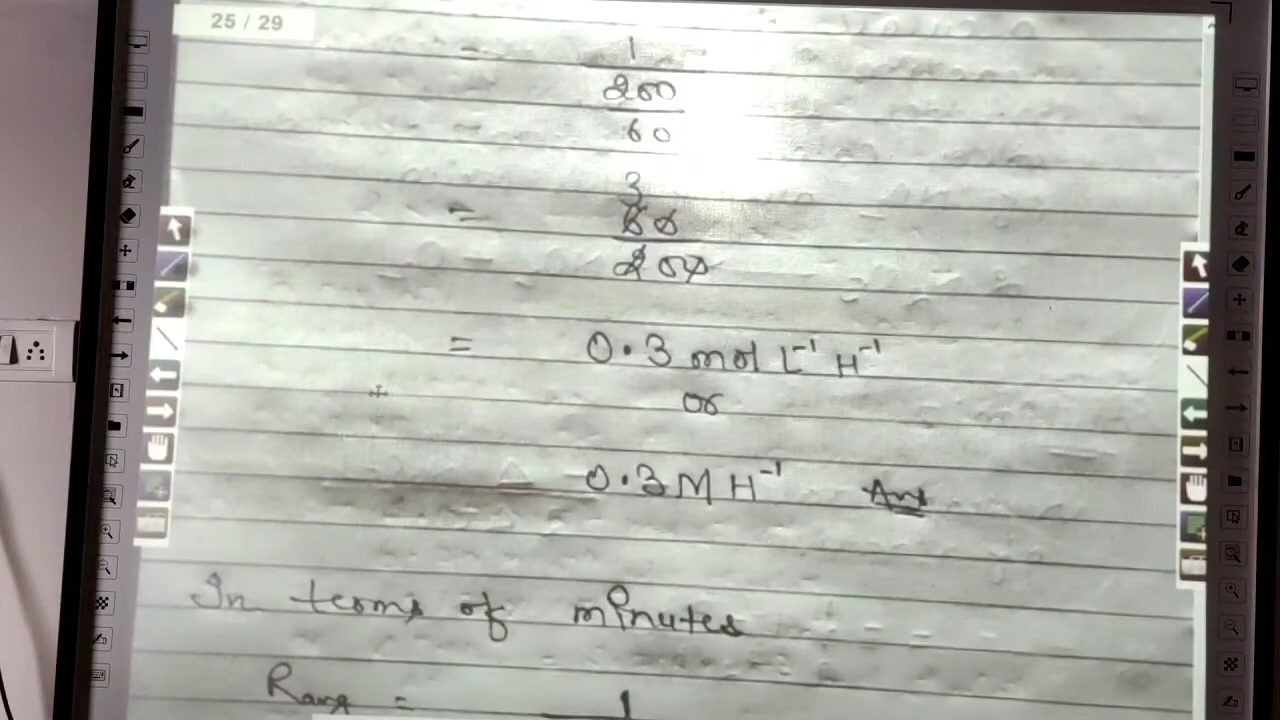 25 / 29
- 1
200
60
= 3
60
200
= 0.3 mol L⁻¹ H⁻¹
or
0.3 M H⁻¹ Ans
In terms of minutes
Ravg = 1